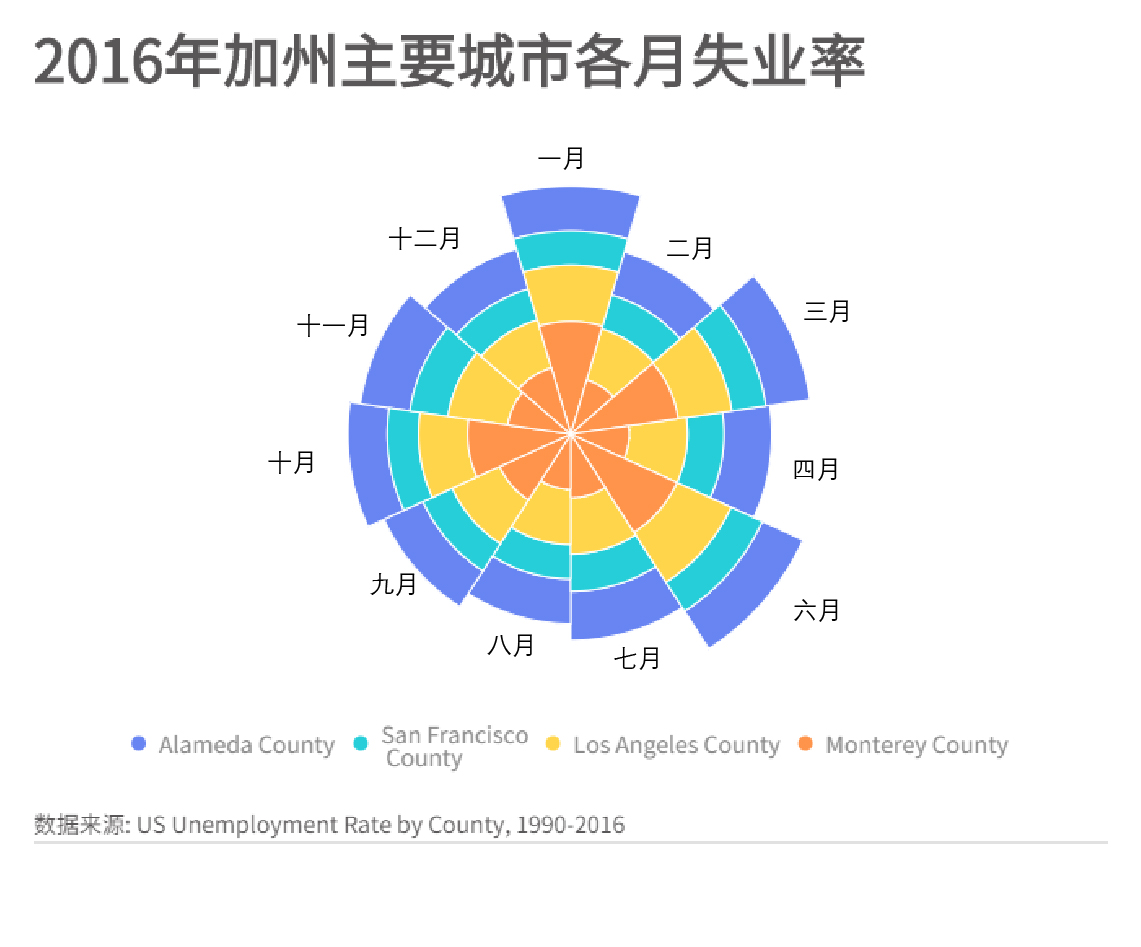 2016年加州主要城市各月失业率
一月
二月
三月
四月
六月
七月
八月
九月
十月
十一月
十二月
Alameda County
San Francisco
County
Los Angeles County
Monterey County
数据来源: US Unemployment Rate by County, 1990-2016